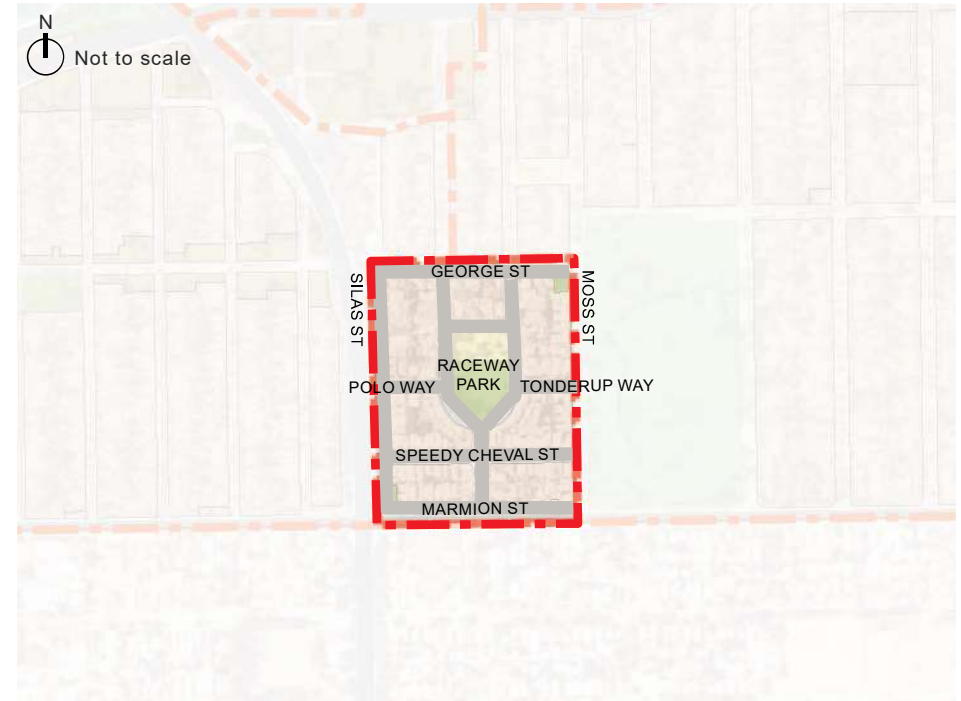 N
Not to scale
GEORGE ST
SILAS ST
MOSS ST
RACEWAY
PARK
POLO WAY
TONDERUP WAY
SPEEDY CHEVAL ST
MARMION ST